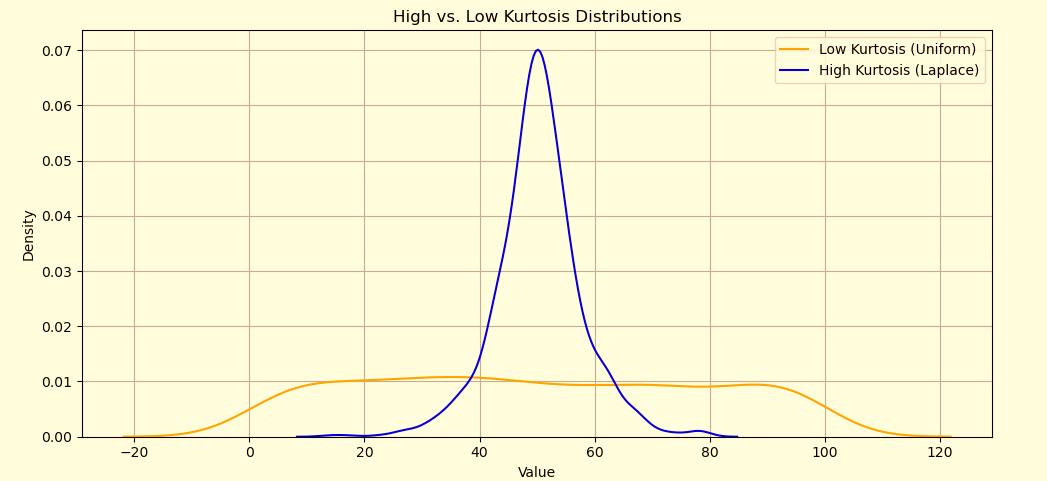 High vs. Low Kurtosis Distributions
Low Kurtosis (Uniform)
High Kurtosis (Laplace)
Density
0.07
0.06
0.05
0.04
0.03
0.02
0.01
0.00
−20 0 20 40 60 80 100 120
Value